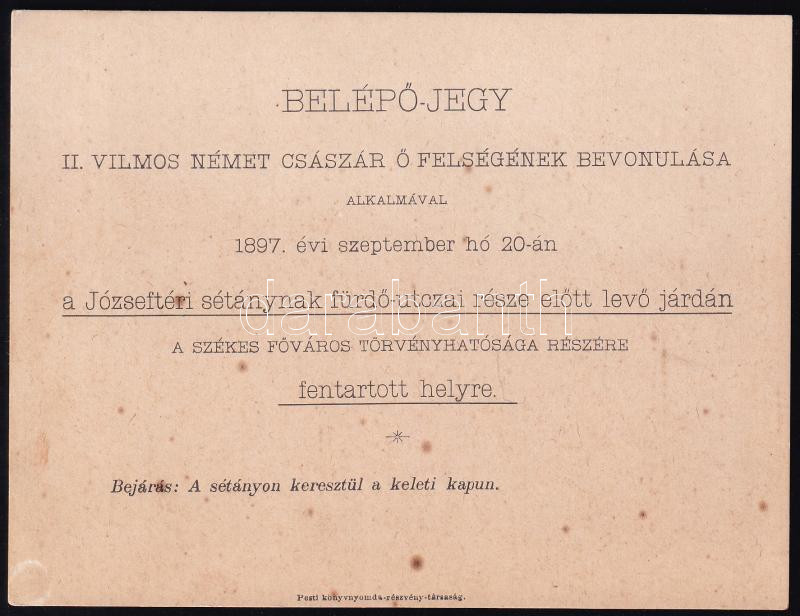 BELÉPŐ-JEGY
II. VILMOS NÉMET CSÁSZÁR Ő FELSÉGÉNEK BEVONULÁSA
ALKALMÁVAL
1897. évi szeptember hó 20-án
a Józseftéri sétánynak fürdő-utczai része előtt levő járdán
darabanth
A SZÉKES FŐVÁROS TÖRVÉNYHATÓSÁGA RÉSZÉRE
fentartott helyre.
Bejárás: A sétányon keresztül a keleti kapun.
Pesti könyvnyomda-részvény-társaság.